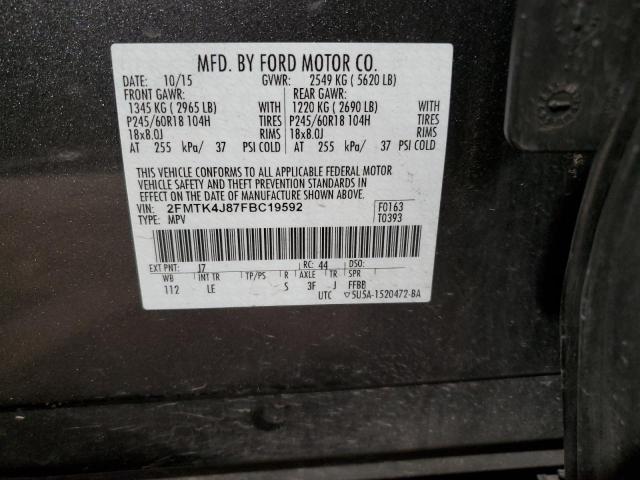 MFD. BY FORD MOTOR CO.
DATE: 10/15 GVWR: 2549 KG ( 5620 LB)
FRONT GAWR: REAR GAWR:
1345 KG ( 2965 LB) WITH 1220 KG ( 2690 LB) WITH
P245/60R18 104H TIRES P245/60R18 104H TIRES
18x8.0J RIMS 18x8.0J RIMS
AT 255 kPa/ 37 PSI COLD AT 255 kPa/ 37 PSI COLD
THIS VEHICLE CONFORMS TO ALL APPLICABLE FEDERAL MOTOR
VEHICLE SAFETY AND THEFT PREVENTION STANDARDS IN
EFFECT ON THE DATE OF MANUFACTURE SHOWN ABOVE.
VIN: 2FMTK4J87FBC19592 F0163
TYPE: MPV T0393
EXT PNT: J7 RC: 44 DSO:
WB INT TR TP/PS R AXLE TR SPR
112 LE S 3F J FFBB
UTC ▽5U5A-1520472-BA